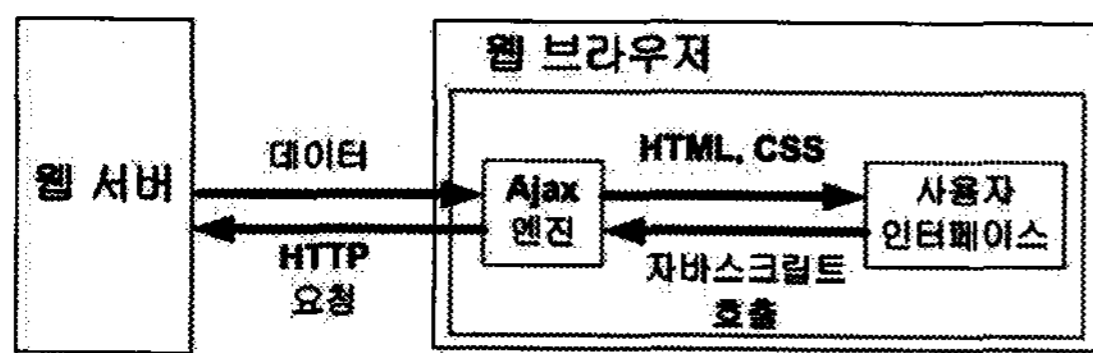 웹 브라우저
웹 서버
데이터
HTTP
요청
Ajax
엔진
HTML, CSS
자바스크립트
호출
사용자
인터페이스